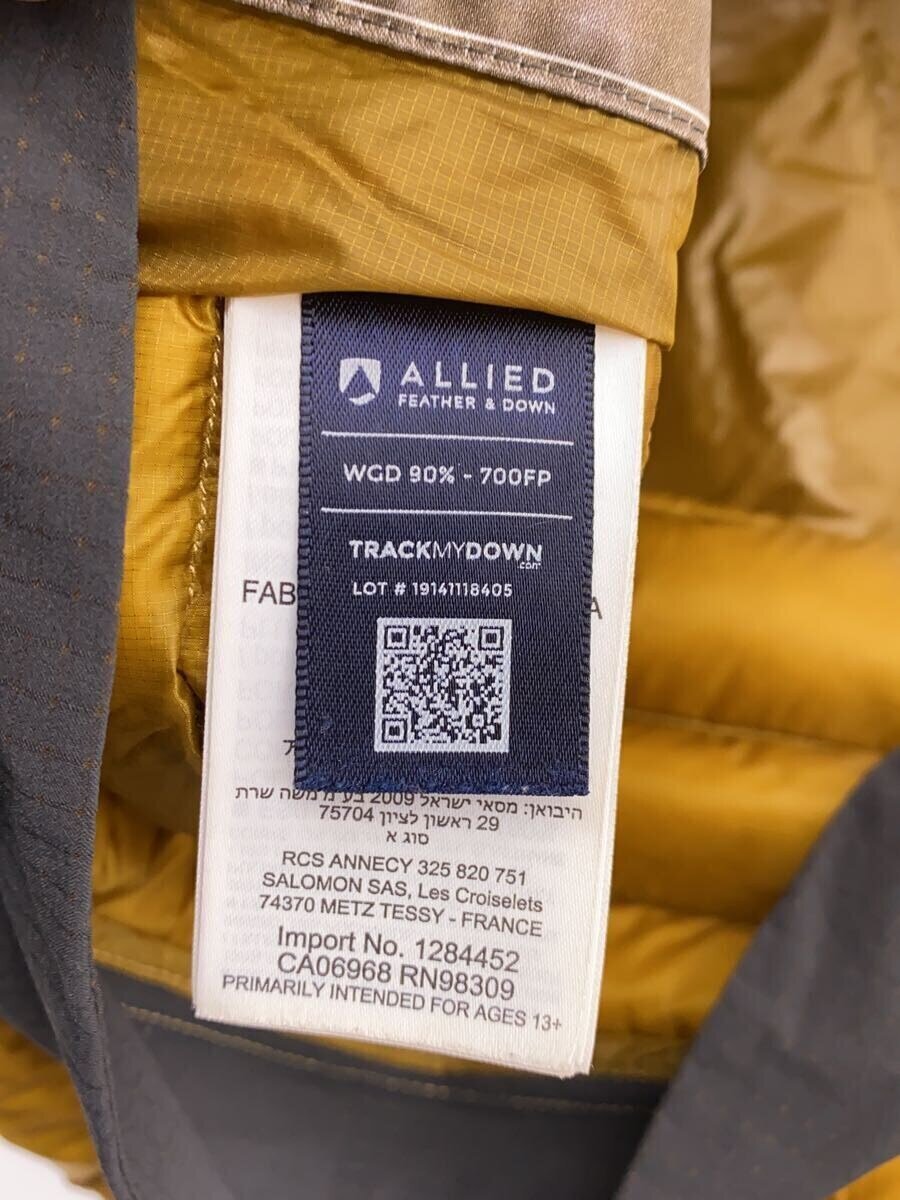 ALLIED
FEATHER & DOWN
WGD 90% - 700FP
TRACKMYDOWN
.com
LOT # 19141118405
FAB
A
היבואן: מסאי ישראל 2009 בע"מ משה שרת
29 ראשון לציון 75704
סוג א
RCS ANNECY 325 820 751
SALOMON SAS, Les Croiselets
74370 METZ TESSY - FRANCE
Import No. 1284452
CA06968 RN98309
PRIMARILY INTENDED FOR AGES 13+